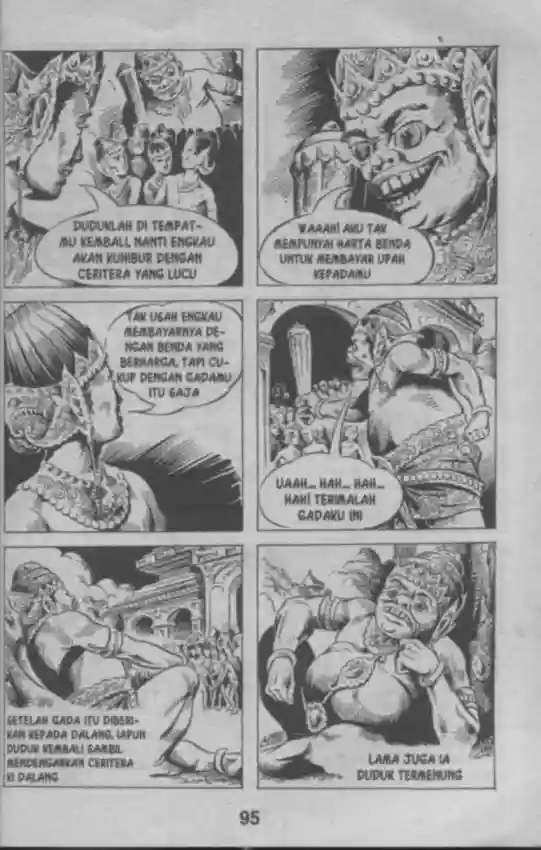 DUDUKLAH DI TEMPAT-
MU KEMBALI. NANTI ENGKAU
AKAN KUHIBUR DENGAN
CERITERA YANG LUCU
WAAAH! AKU TAK
MEMPUNYAI HARTA BENDA
UNTUK MEMBAYAR UPAH
KEPADAMU
TAK USAH ENGKAU
MEMBAYARNYA DE-
NGAN BENDA YANG
BERHARGA, TAPI CU-
KUP DENGAN GADAMU
ITU SAJA
UAAH... HAH... HAH...
HAH! TERIMALAH
GADAKU INI
SETELAH GADA ITU DIBERI-
KAN KEPADA DALANG, LAPUH
DUDUK KEMBALI SAMBIL
MENDENGARKAN CERITERA
KI DALANG
LAMA JUGA IA
DUDUK TERMENUNG
95